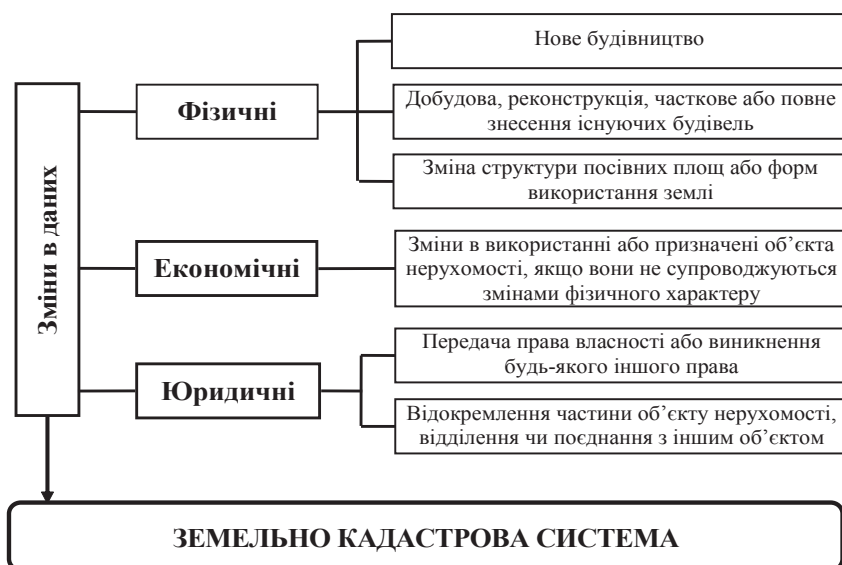 Зміни в даних
Фізичні
Нове будівництво
Добудова, реконструкція, часткове або повне
знесення існуючих будівель
Зміна структури посівних площ або форм
використання землі
Економічні
Зміни в використанні або призначені об’єкта
нерухомості, якщо вони не супроводжуються
змінами фізичного характеру
Юридичні
Передача права власності або виникнення
будь-якого іншого права
Відокремлення частини об’єкту нерухомості,
відділення чи поєднання з іншим об’єктом
ЗЕМЕЛЬНО КАДАСТРОВА СИСТЕМА